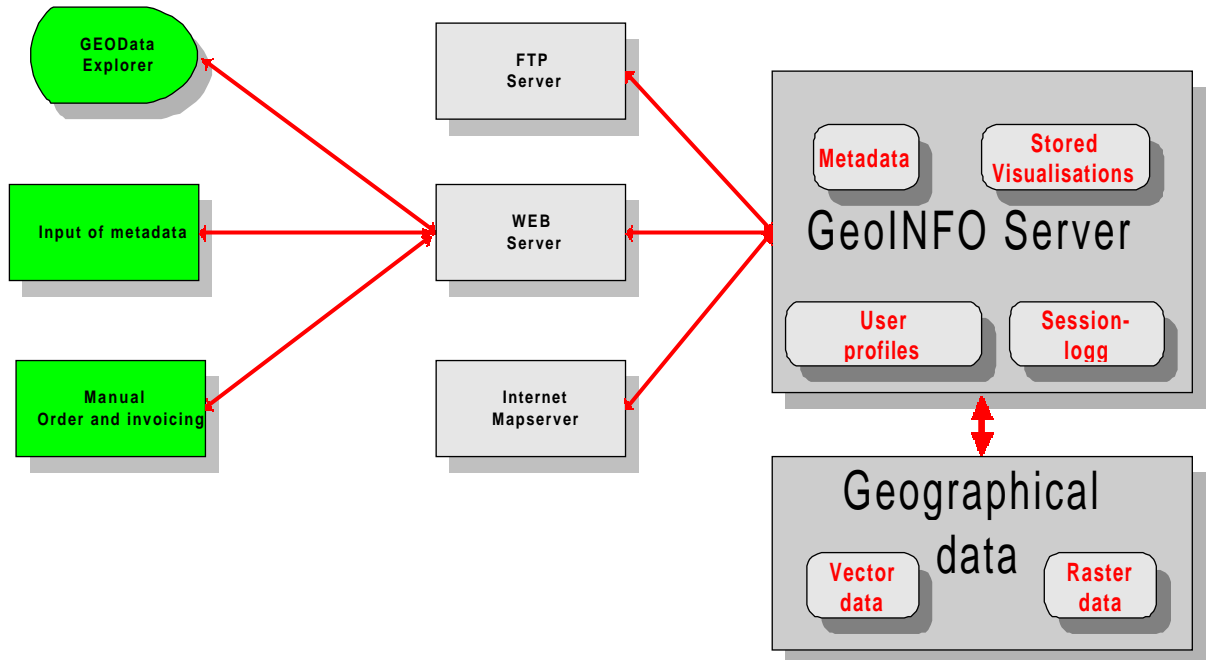 GEOData
Explorer
Input of metadata
Manual
Order and invoicing
FTP
Server
WEB
Server
Internet
Mapserver
Metadata
Stored
Visualisations
GeoINFO Server
User
profiles
Session-
logg
Geographical
data
Vector
data
Raster
data